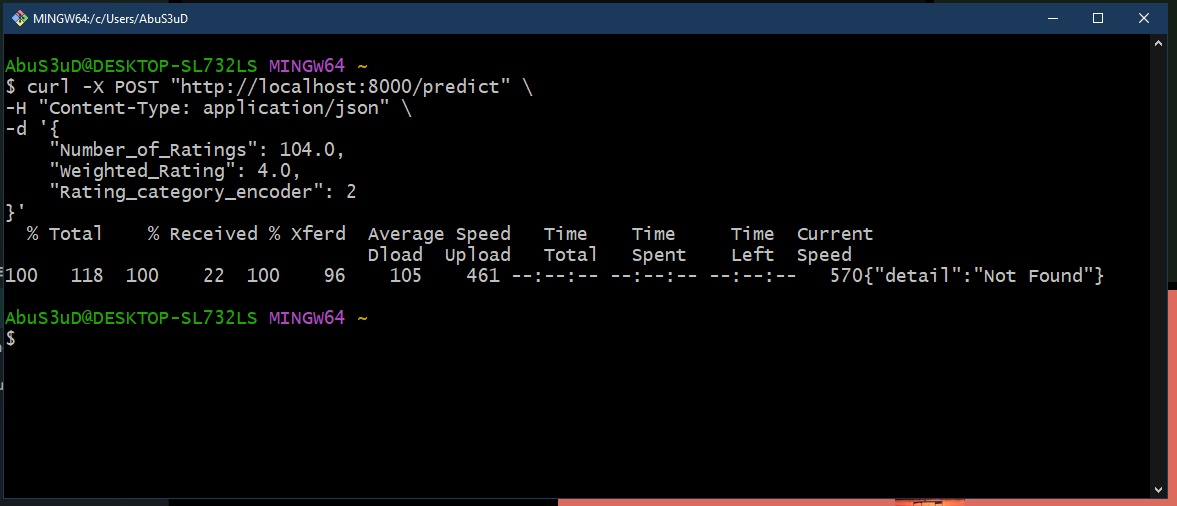 MINGW64:/c/Users/AbuS3uD
AbuS3uD@DESKTOP-SL732LS MINGW64 ~
$ curl -X POST "http://localhost:8000/predict" \
-H "Content-Type: application/json" \
-d '{
    "Number_of_Ratings": 104.0,
    "Weighted_Rating": 4.0,
    "Rating_category_encoder": 2
}'
  % Total    % Received % Xferd  Average Speed   Time    Time     Time  Current
                                 Dload  Upload   Total   Spent    Left  Speed
100   118  100    22  100    96    105    461 --:--:-- --:--:-- --:--:--   570{"detail":"Not Found"}
AbuS3uD@DESKTOP-SL732LS MINGW64 ~
$